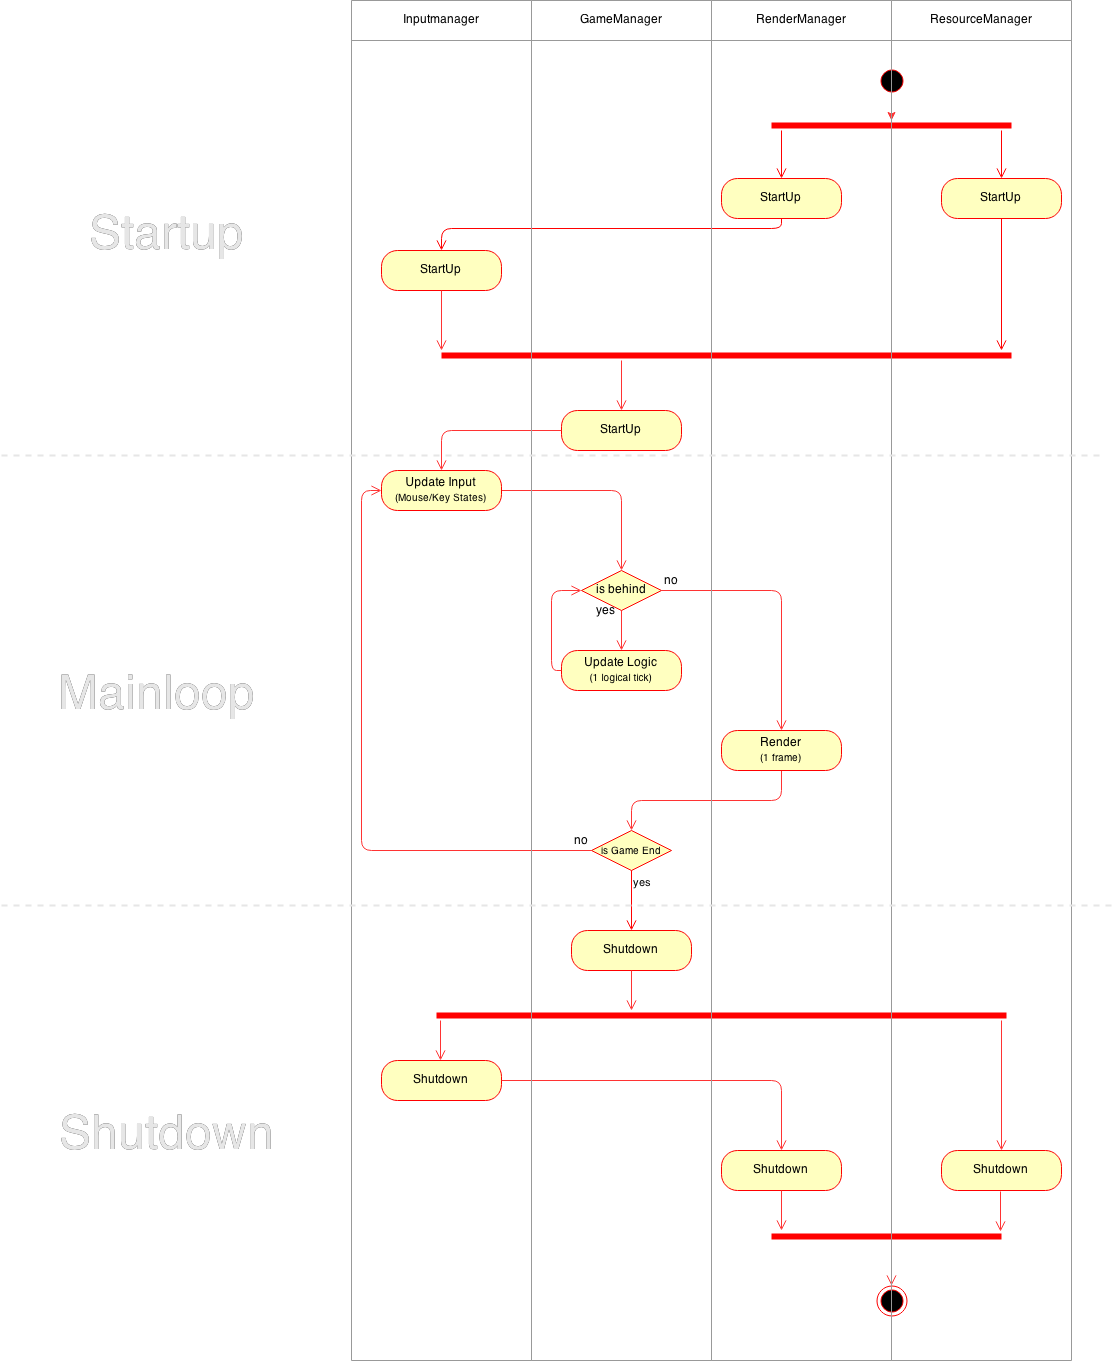 Inputmanager
GameManager
RenderManager
ResourceManager
StartUp
StartUp
Startup
StartUp
StartUp
Update Input
(Mouse/Key States)
is behind
no
yes
Update Logic
(1 logical tick)
Mainloop
Render
(1 frame)
no
is Game End
yes
Shutdown
Shutdown
Shutdown
Shutdown
Shutdown